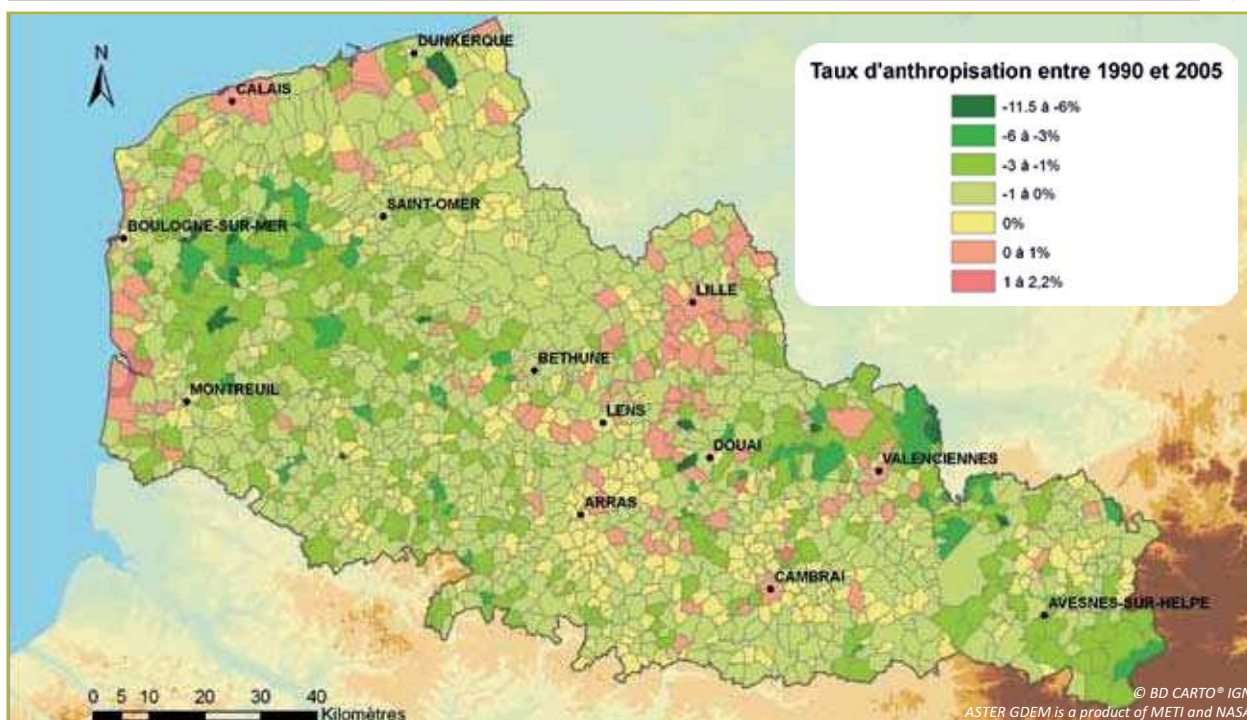 N
DUNKERQUE
CALAIS
SAINT-OMER
BOULOGNE-SUR-MER
LILLE
BETHUNE
MONTREUIL
LENS
DOUAI
VALENCIENNES
ARRAS
CAMBRAI
AVESNES-SUR-HELPE
Taux d'anthropisation entre 1990 et 2005
-11.5 à -6%
-6 à -3%
-3 à -1%
-1 à 0%
0%
0 à 1%
1 à 2,2%
0 5 10 20 30 40
Kilomètres
© BD CARTO® IGN
ASTER GDEM is a product of METI and NASA